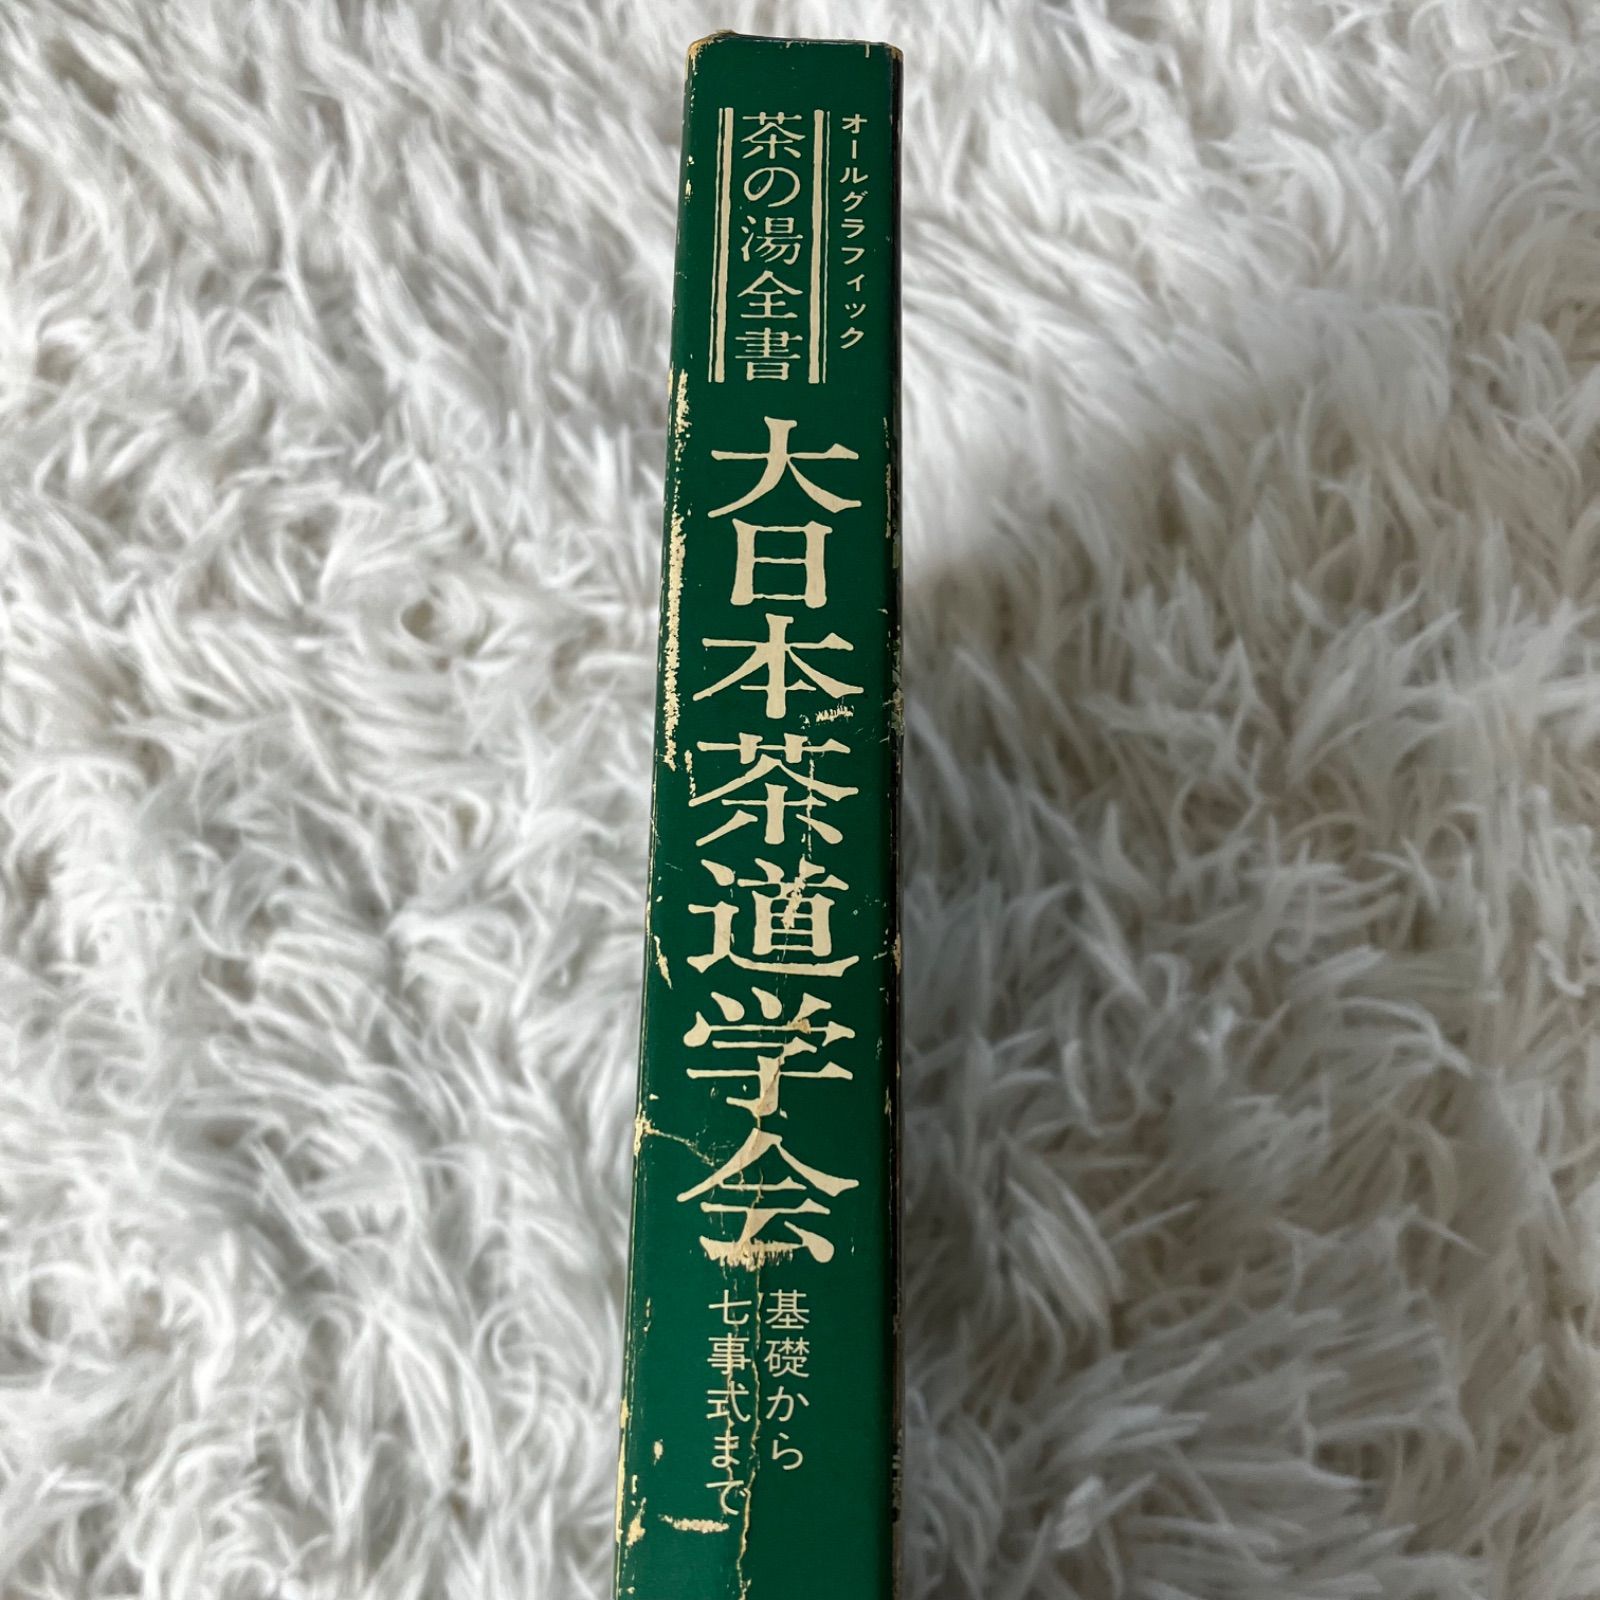 オールグラフィック
茶の湯全書
大日本茶道学会
基礎から
七事式まで